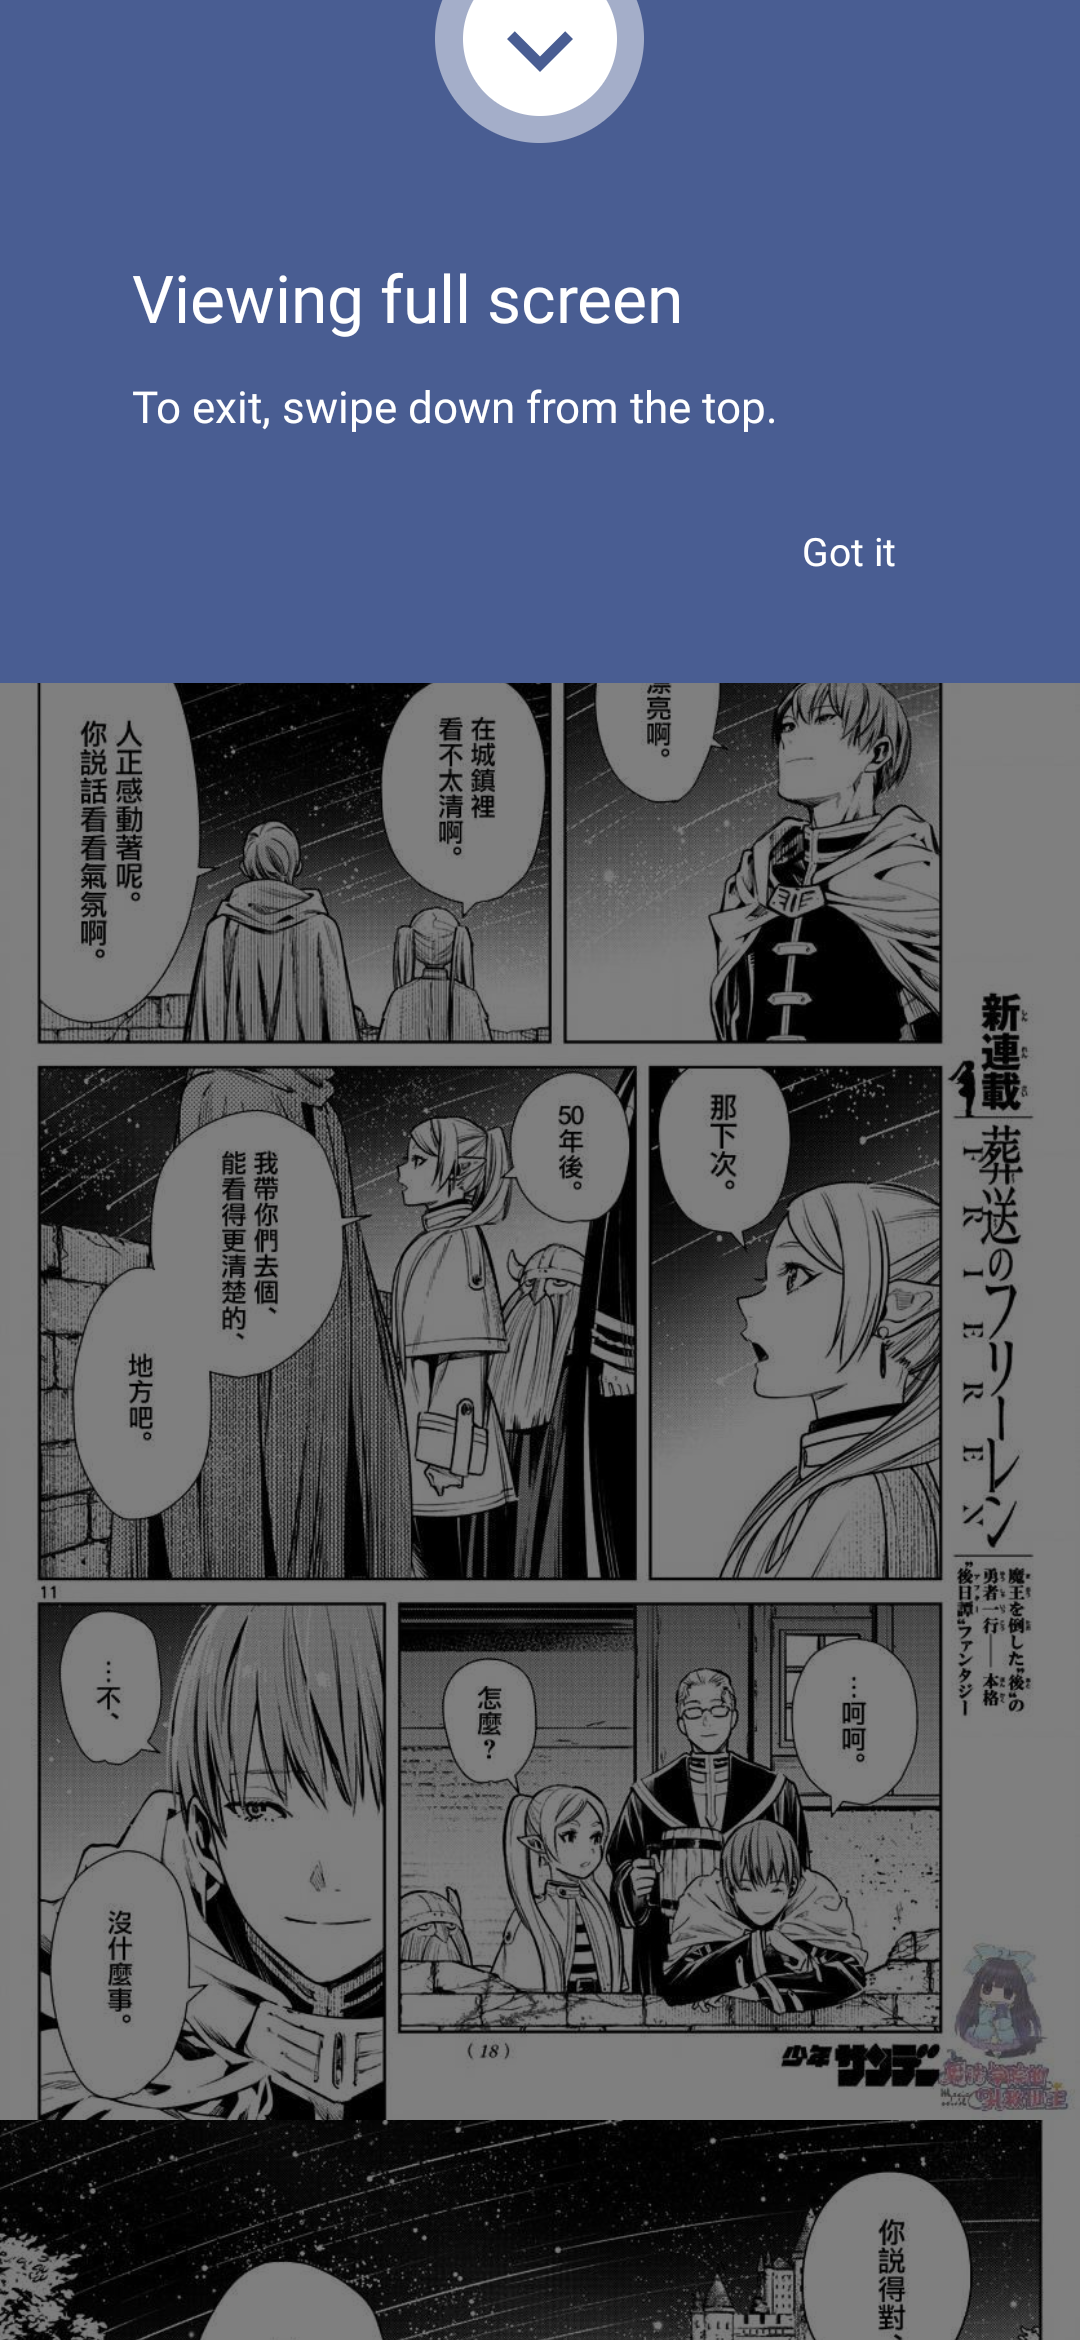 Viewing full screen
To exit, swipe down from the top.
Got it
漂亮啊。
在城鎮裡
看不太清啊。
人正感動著呢。
你説話看看氣氛啊。
那下次。
50年後。
我帶你們去個、
能看得更清楚的、
地方吧。
11
…呵呵。
怎麼？
…不、
沒什麼事。
(18)
少年サンデー
新連載
葬送のフリーレン
FRIEREN
魔王を倒した“後”の
勇者一行――本格
“後日譚”ファンタジー
你説得對、